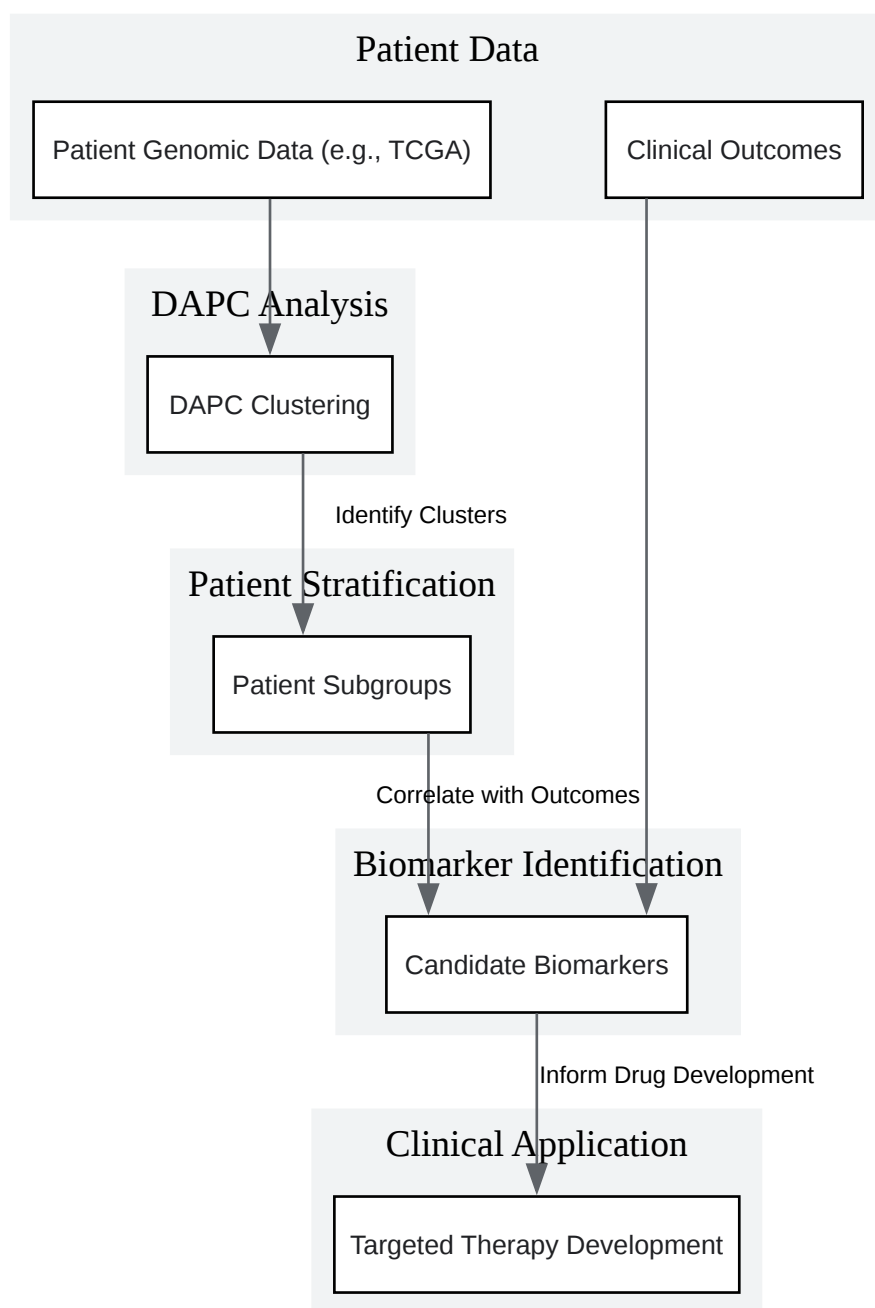 Patient Data
Patient Genomic Data (e.g., TCGA)
Clinical Outcomes
DAPC Analysis
DAPC Clustering
Identify Clusters
Patient Stratification
Patient Subgroups
Correlate with Outcomes
Biomarker Identification
Candidate Biomarkers
Inform Drug Development
Clinical Application
Targeted Therapy Development